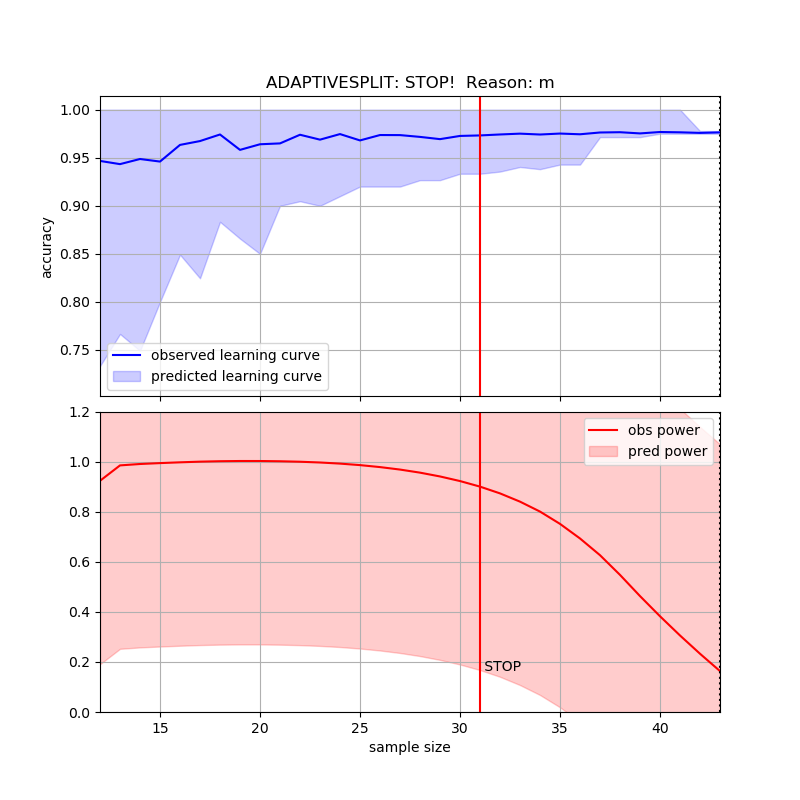 ADAPTIVESPLIT: STOP!  Reason: m
1.00
0.95
0.90
0.85
0.80
0.75
accuracy
observed learning curve
predicted learning curve
1.2
1.0
0.8
0.6
0.4
0.2
0.0
obs power
pred power
STOP
15 20 25 30 35 40
sample size